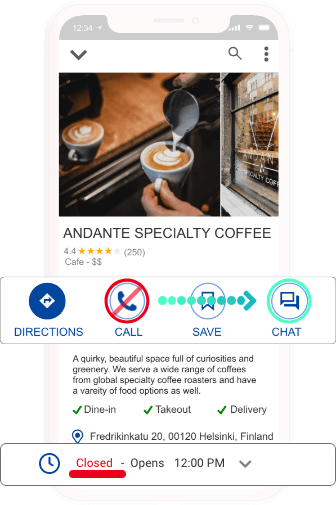 12:34
ANDANTE SPECIALTY COFFEE
4.4 (250)
Cafe - $$
DIRECTIONS CALL SAVE CHAT
A quirky, beautiful space full of curiosities and
greenery. We serve a wide range of coffees
from global specialty coffee roasters and have
a vareity of food options as well.
Dine-in Takeout Delivery
Fredrikinkatu 20, 00120 Helsinki, Finland
Closed - Opens 12:00 PM